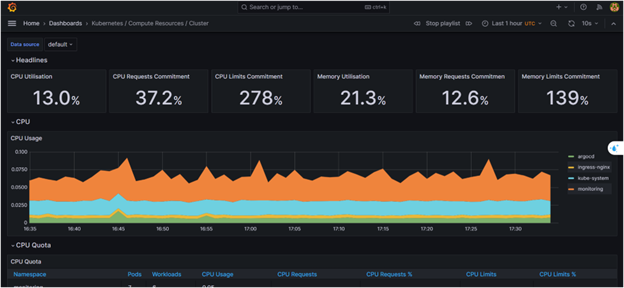 Search or jump to... ctrl+k
Home > Dashboards > Kubernetes / Compute Resources / Cluster Stop playlist Last 1 hour UTC 10s
Data source default
Headlines
CPU Utilisation CPU Requests Commitment CPU Limits Commitment Memory Utilisation Memory Requests Commitmen Memory Limits Commitment
13.0% 37.2% 278% 21.3% 12.6% 139%
CPU
CPU Usage
0.100
0.0750
0.0500
0.0250
0
16:35 16:40 16:45 16:50 16:55 17:00 17:05 17:10 17:15 17:20 17:25 17:30
argocd
ingress-nginx
kube-system
monitoring
CPU Quota
CPU Quota
Namespace Pods Workloads CPU Usage CPU Requests CPU Requests % CPU Limits CPU Limits %